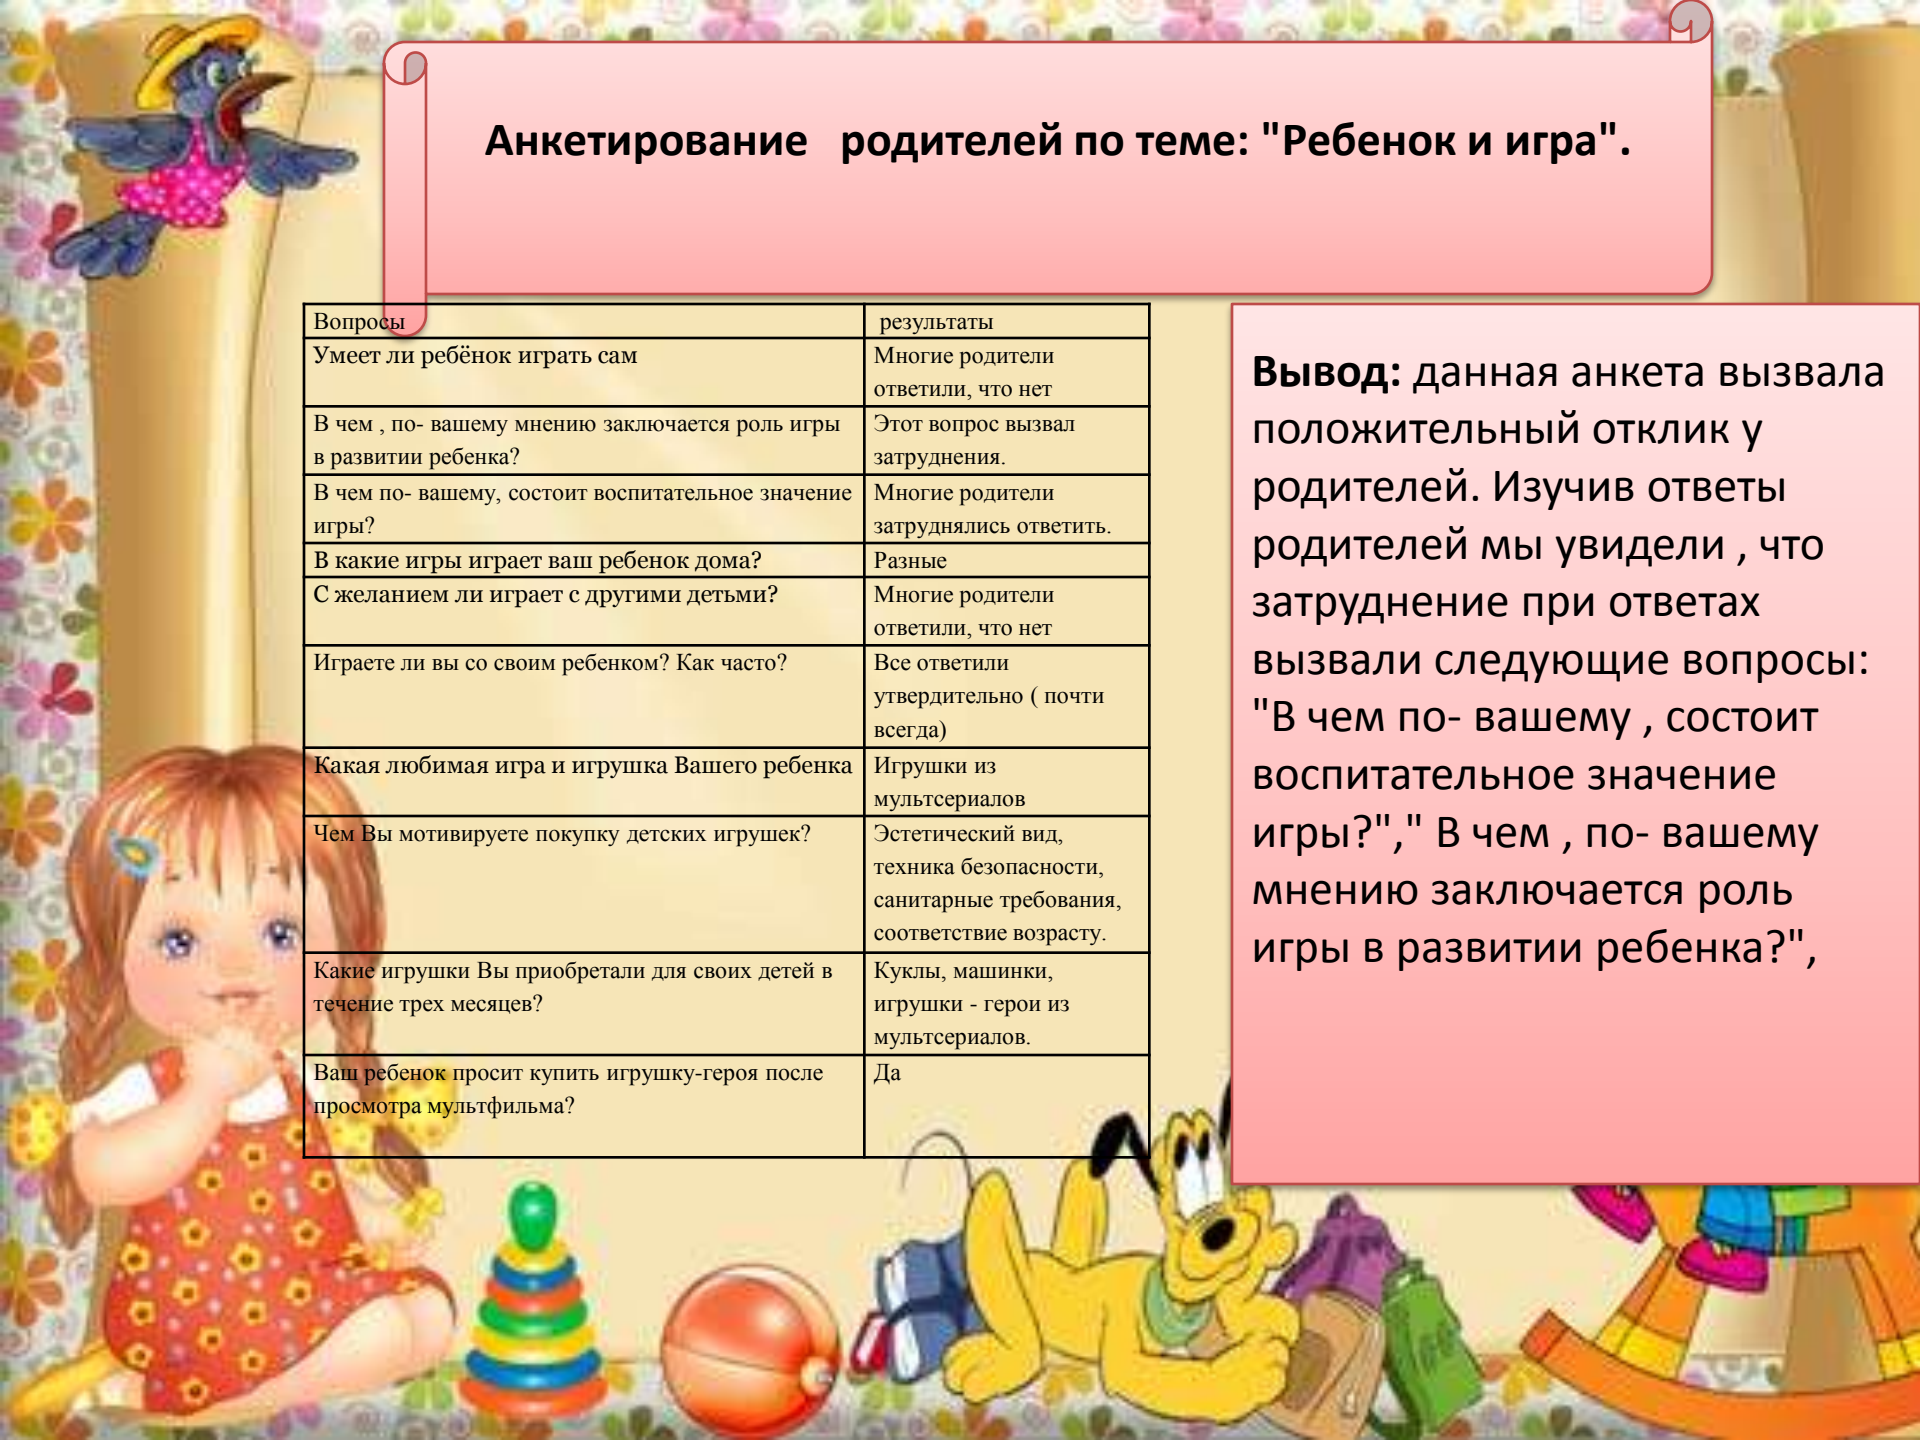 Анкетирование родителей по теме: "Ребенок и игра".
Вопросы
результаты
Умеет ли ребёнок играть сам
Многие родители
ответили, что нет
В чем , по- вашему мнению заключается роль игры
в развитии ребенка?
Этот вопрос вызвал
затруднения.
В чем по- вашему, состоит воспитательное значение
игры?
Многие родители
затруднялись ответить.
В какие игры играет ваш ребенок дома?
Разные
С желанием ли играет с другими детьми?
Многие родители
ответили, что нет
Играете ли вы со своим ребенком? Как часто?
Все ответили
утвердительно ( почти
всегда)
Какая любимая игра и игрушка Вашего ребенка
Игрушки из
мультсериалов
Чем Вы мотивируете покупку детских игрушек?
Эстетический вид,
техника безопасности,
санитарные требования,
соответствие возрасту.
Какие игрушки Вы приобретали для своих детей в
течение трех месяцев?
Куклы, машинки,
игрушки - герои из
мультсериалов.
Ваш ребенок просит купить игрушку-героя после
просмотра мультфильма?
Да
Вывод: данная анкета вызвала
положительный отклик у
родителей. Изучив ответы
родителей мы увидели , что
затруднение при ответах
вызвали следующие вопросы:
"В чем по- вашему , состоит
воспитательное значение
игры?"," В чем , по- вашему
мнению заключается роль
игры в развитии ребенка?",